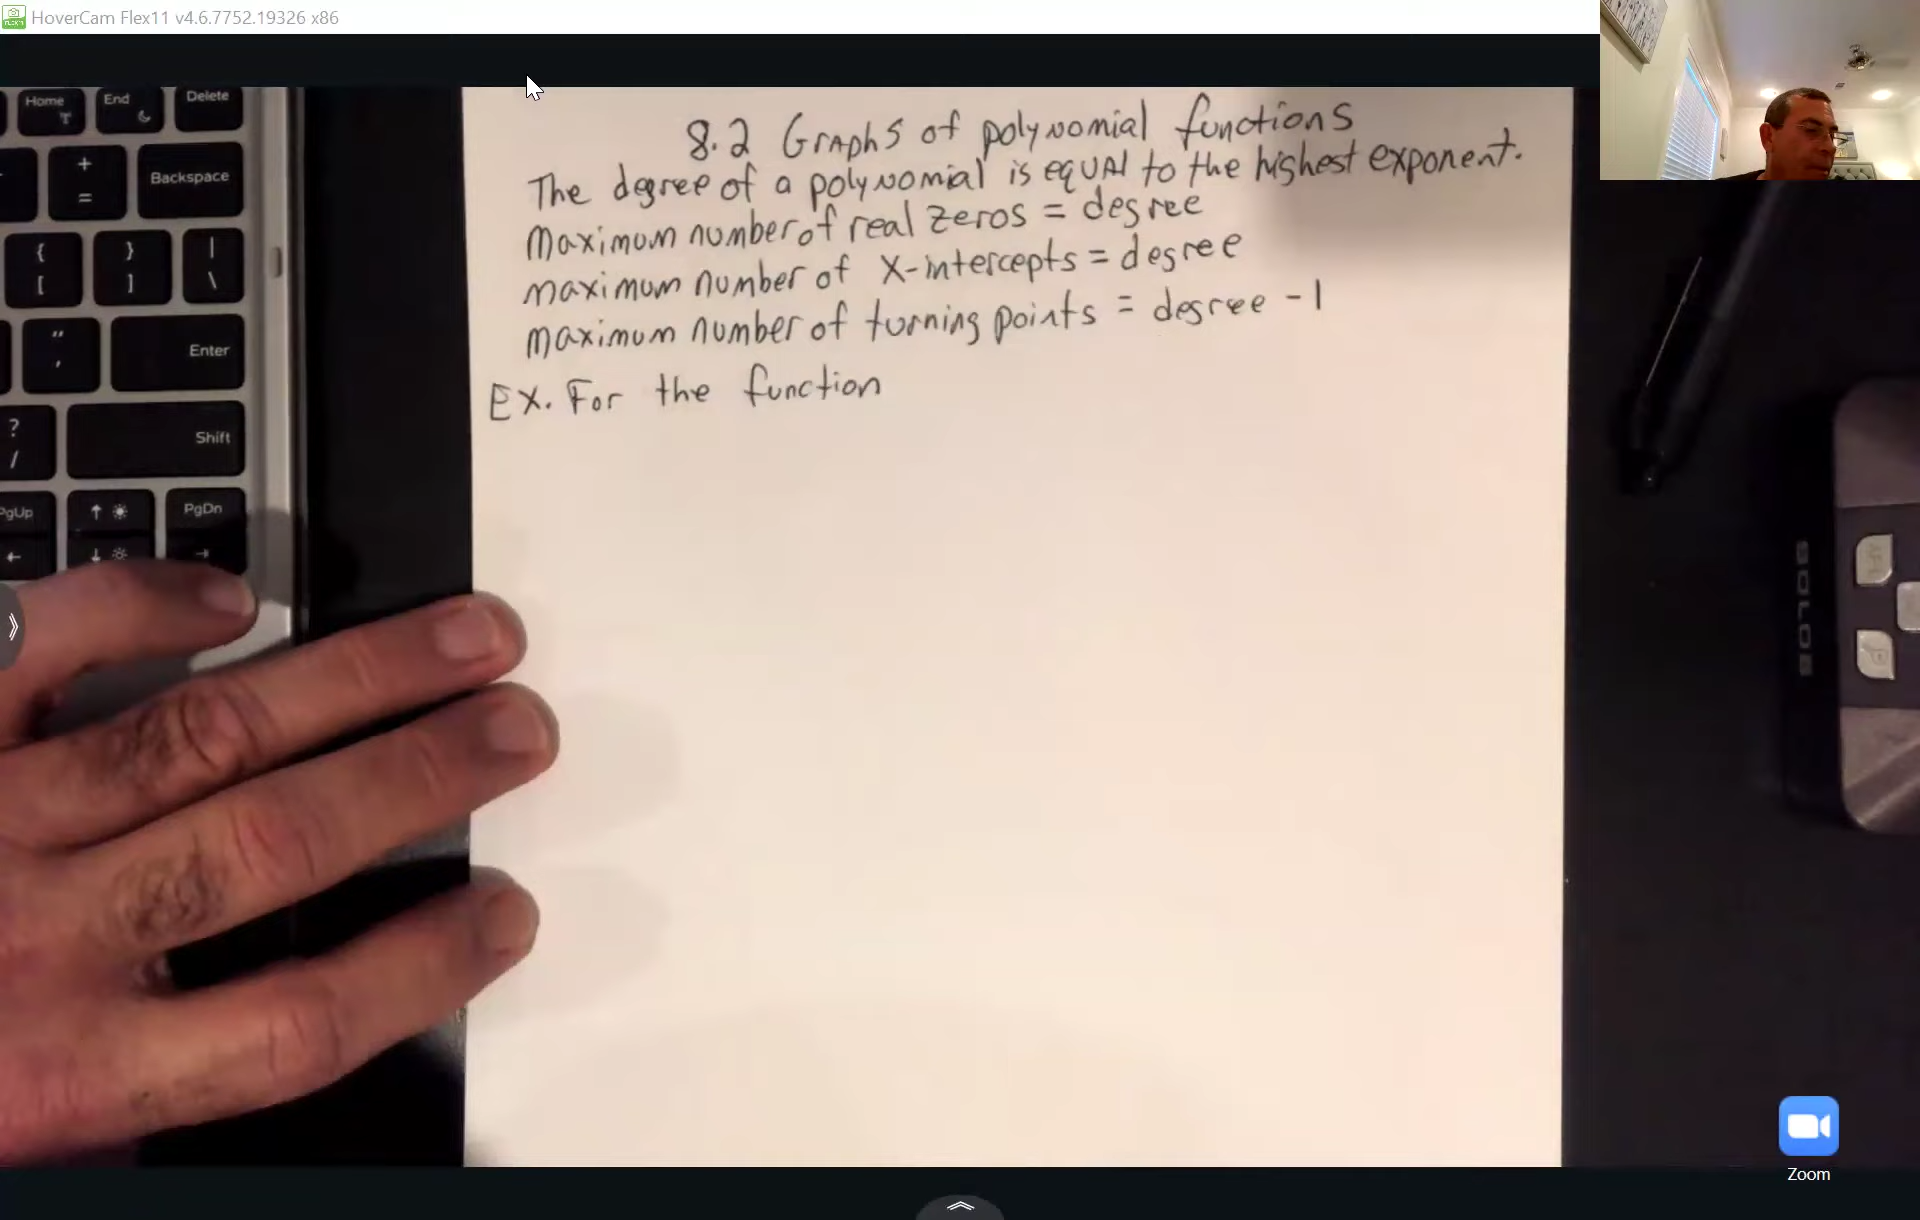 HoverCam Flex11 v4.6.7752.19326 x86
8.2 Graphs of polynomial functions
The degree of a polynomial is equal to the highest exponent.
Maximum number of real zeros = degree
maximum number of x-intercepts = degree
maximum number of turning points = degree -1
Ex. For the function
Home
End
Delete
+
=
Backspace
{
[
}
]
|
\
"
'
Enter
?
/
Shift
PgUp
↑
PgDn
←
↓
→
Zoom